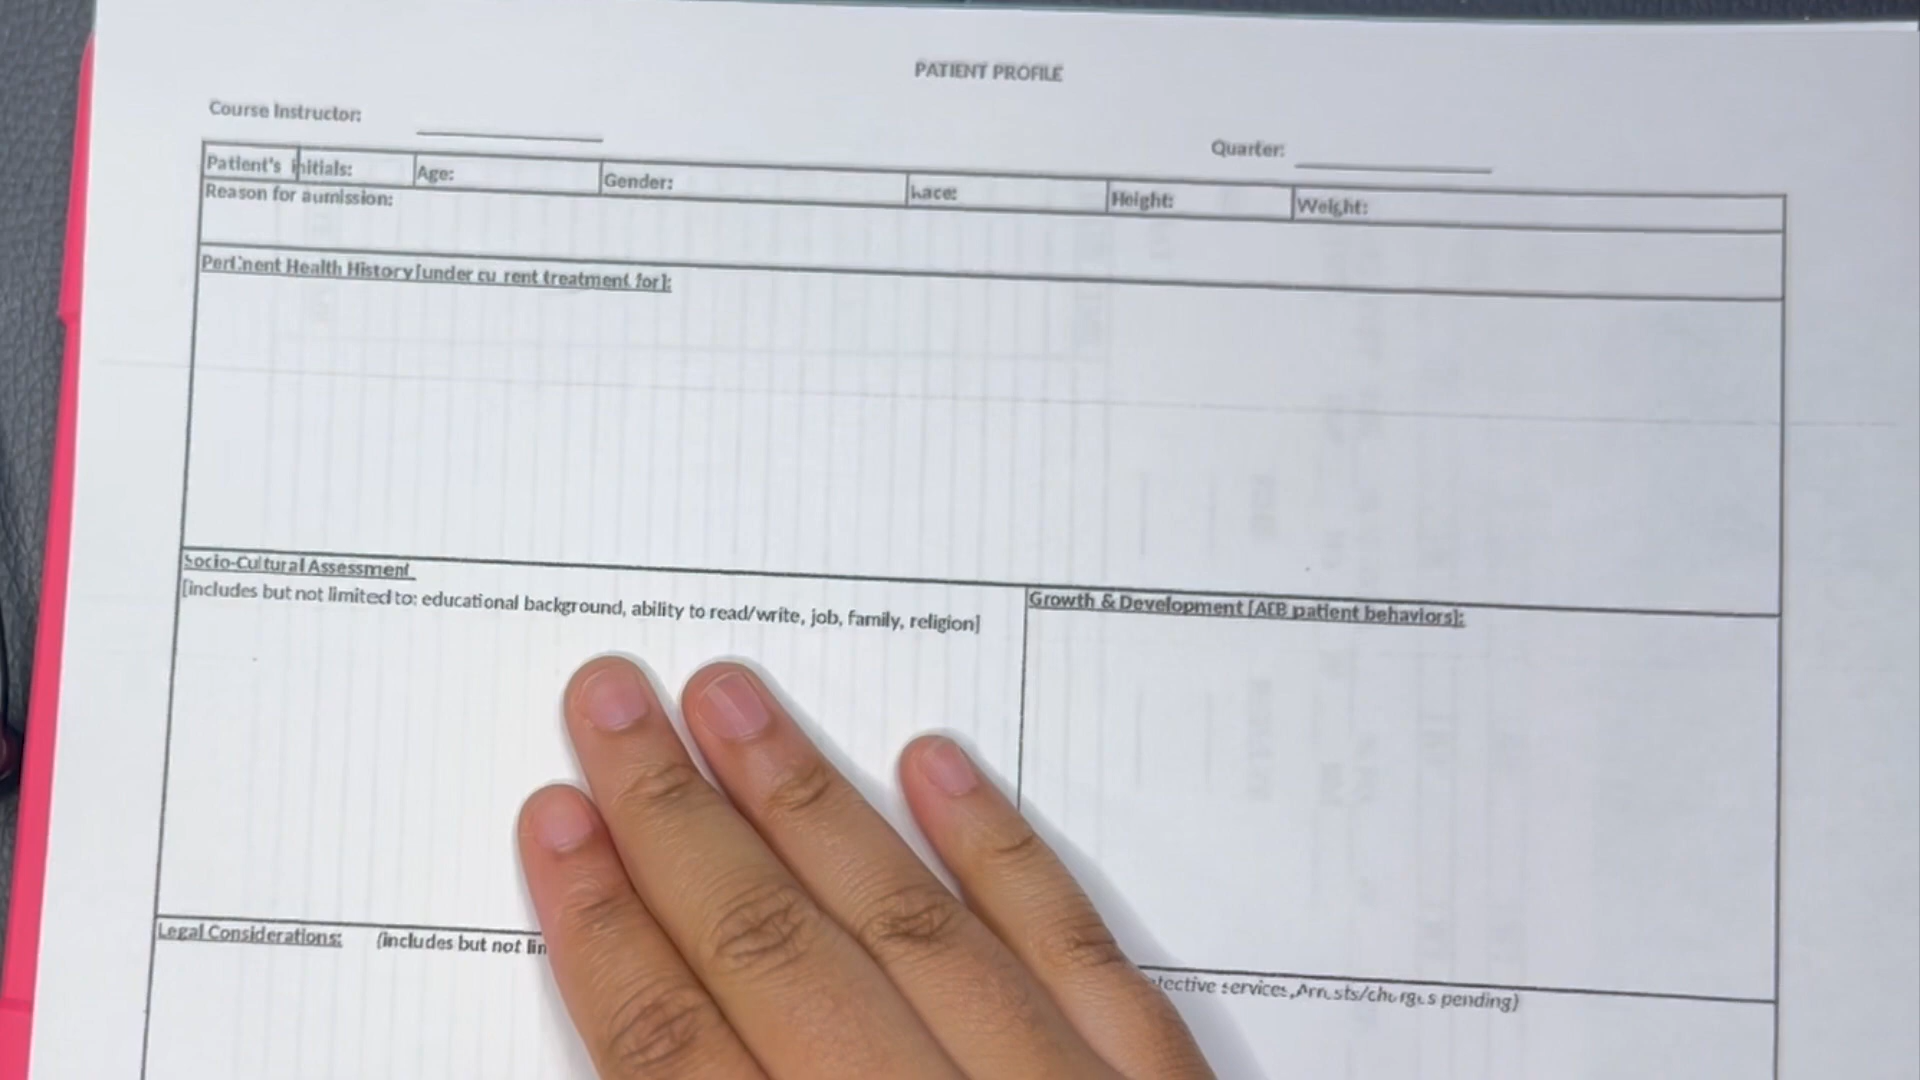 PATIENT PROFILE
Course Instructor:
Quarter:
Patient's initials: Age: Gender: Race: Height: Weight:
Reason for admission:
Pertinent Health History [under current treatment for]:
Socio-Cultural Assessment
[includes but not limited to: educational background, ability to read/write, job, family, religion]
Growth & Development [AEB patient behaviors]:
Legal Considerations: (includes but not lim
tective services, Arrests/charges pending)